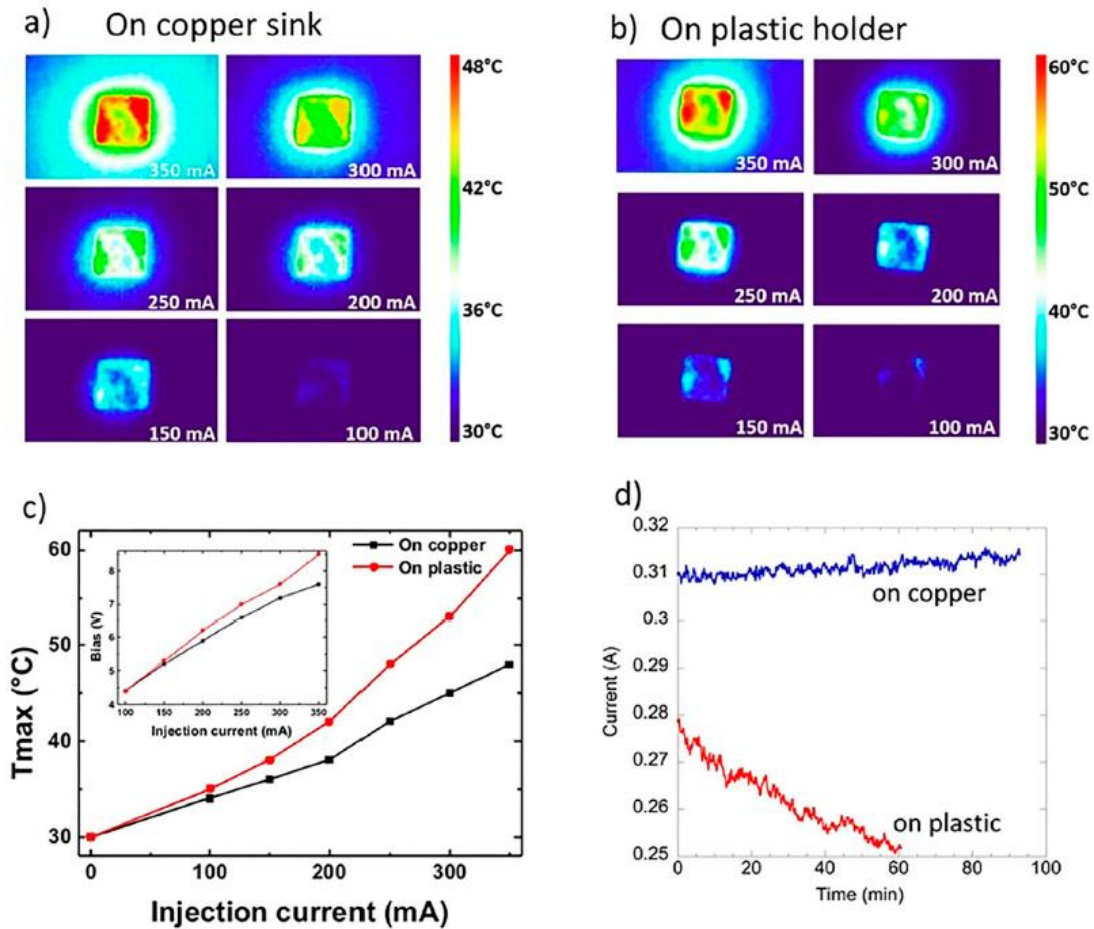 a) On copper sink
350 mA
300 mA
250 mA
200 mA
150 mA
100 mA
48°C
42°C
36°C
30°C
b) On plastic holder
350 mA
300 mA
250 mA
200 mA
150 mA
100 mA
60°C
50°C
40°C
30°C
c)
Tmax (°C)
60
50
40
30
0
100
200
300
Injection current (mA)
On copper
On plastic
Bias (V)
8
7
6
5
4
100 150 200 250 300 350
Injection current (mA)
d)
Current (A)
0.32
0.31
0.3
0.29
0.28
0.27
0.26
0.25
on copper
on plastic
0 20 40 60 80 100
Time (min)